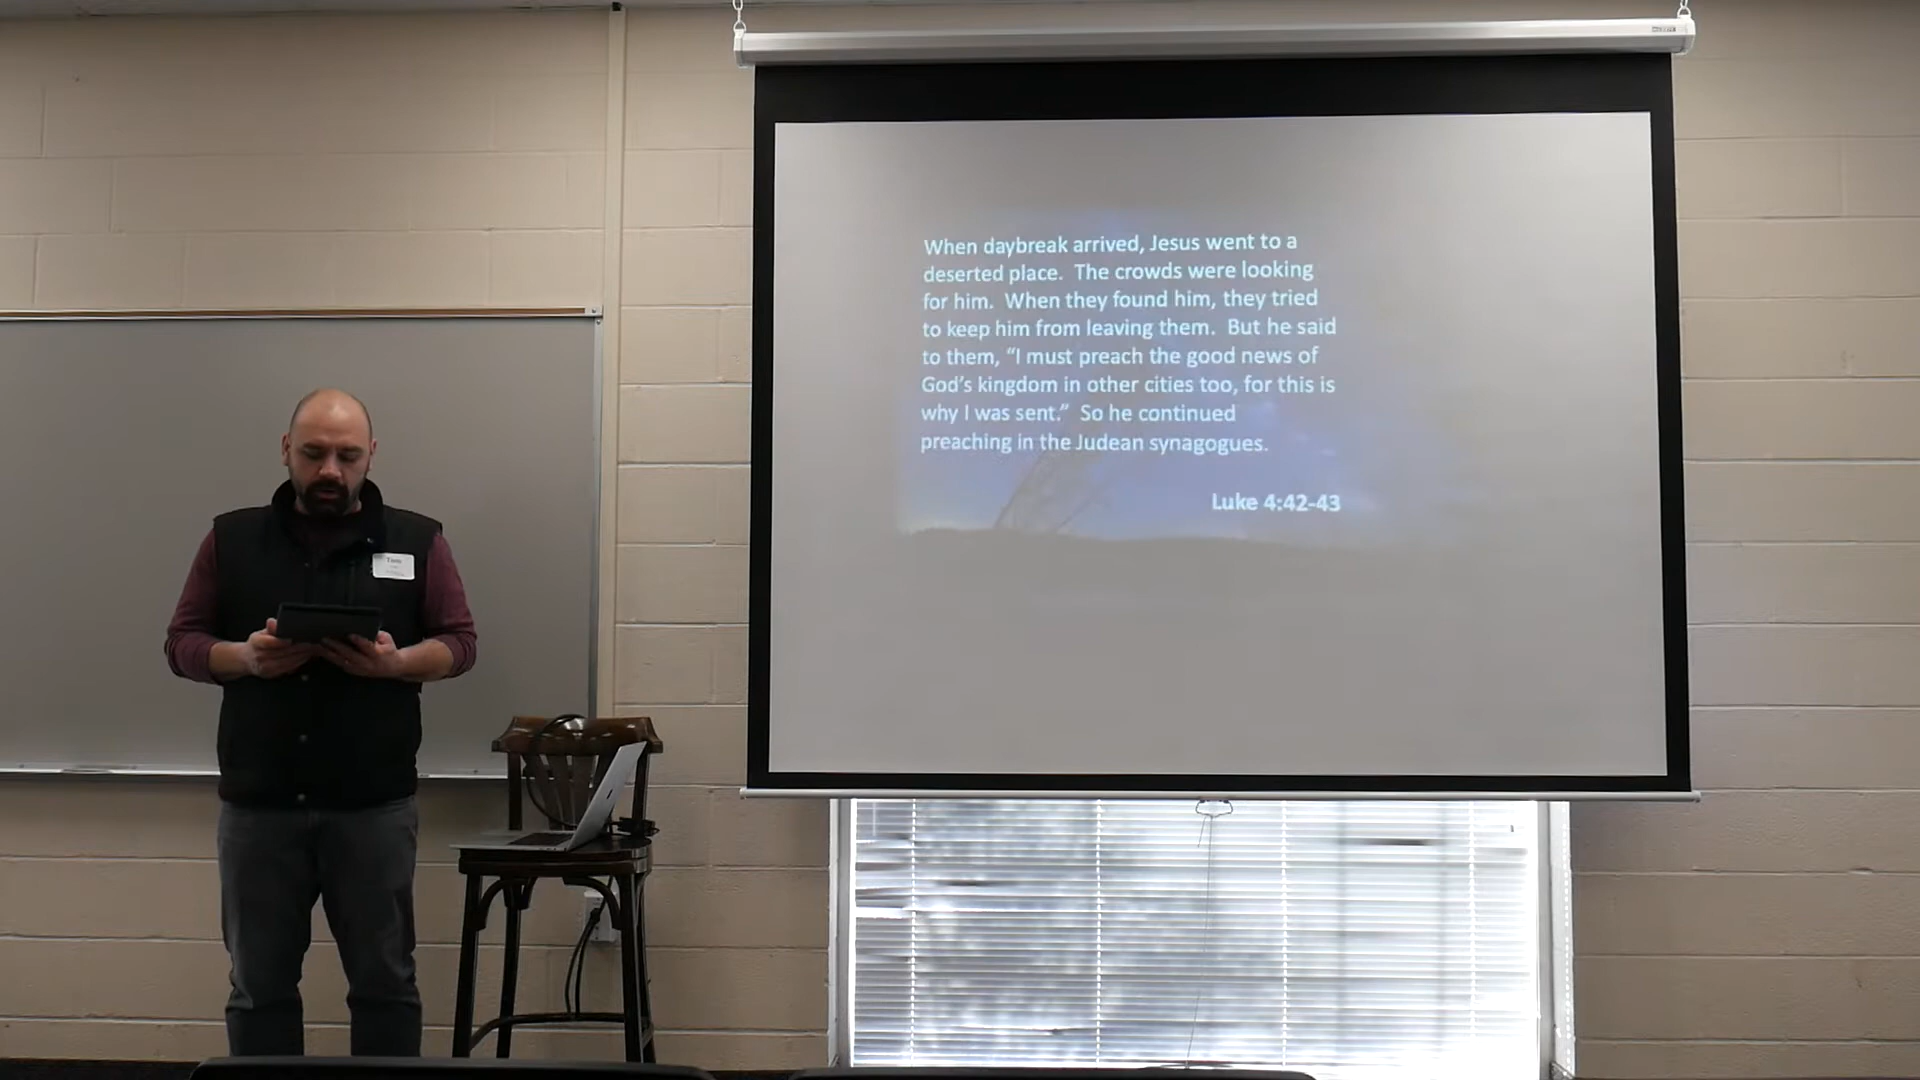 When daybreak arrived, Jesus went to a
deserted place.  The crowds were looking
for him.  When they found him, they tried
to keep him from leaving them.  But he said
to them, “I must preach the good news of
God’s kingdom in other cities too, for this is
why I was sent.”  So he continued
preaching in the Judean synagogues.
Luke 4:42-43